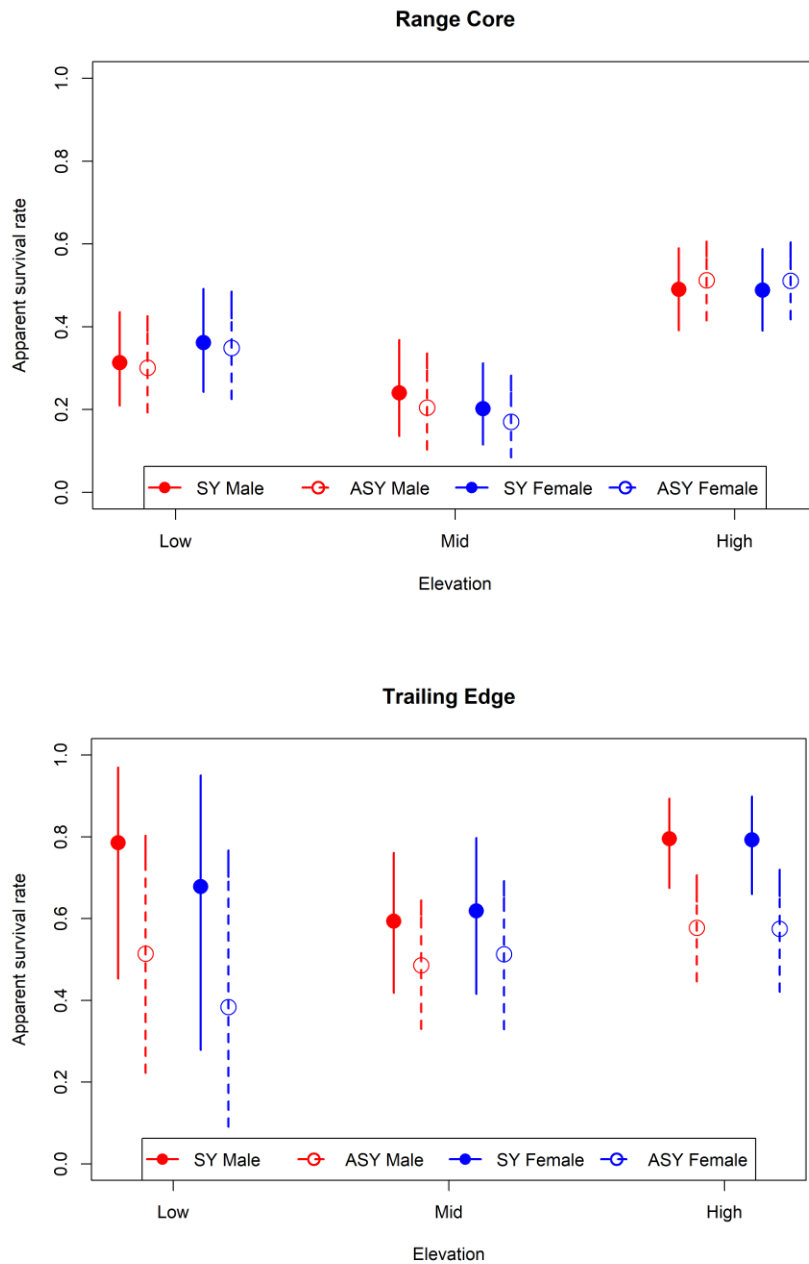 Range Core
Apparent survival rate
1.0
0.8
0.6
0.4
0.2
0.0
SY Male ASY Male SY Female ASY Female
Low Mid High
Elevation
Trailing Edge
Apparent survival rate
1.0
0.8
0.6
0.4
0.2
0.0
SY Male ASY Male SY Female ASY Female
Low Mid High
Elevation